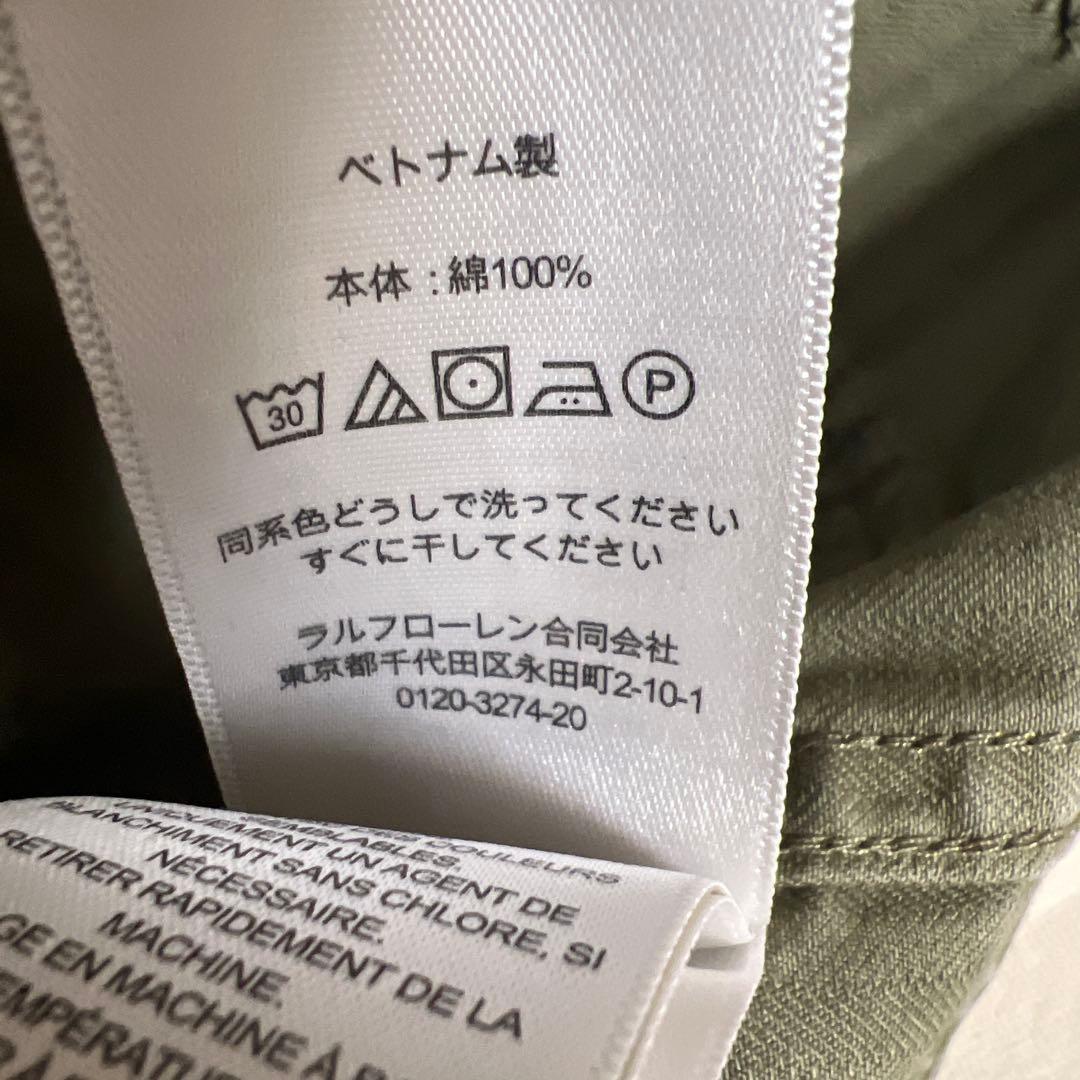 ベトナム製
本体:綿100%
30
P
同系色どうしで洗ってください
すぐに干してください
ラルフローレン合同会社
東京都千代田区永田町2-10-1
0120-3274-20
COULEURS
SEMBLABLES.
UNIQUEMENT UN AGENT DE
BLANCHIMENT SANS CHLORE, SI
NÉCESSAIRE.
RETIRER RAPIDEMENT DE LA
MACHINE.
EN MACHINE À